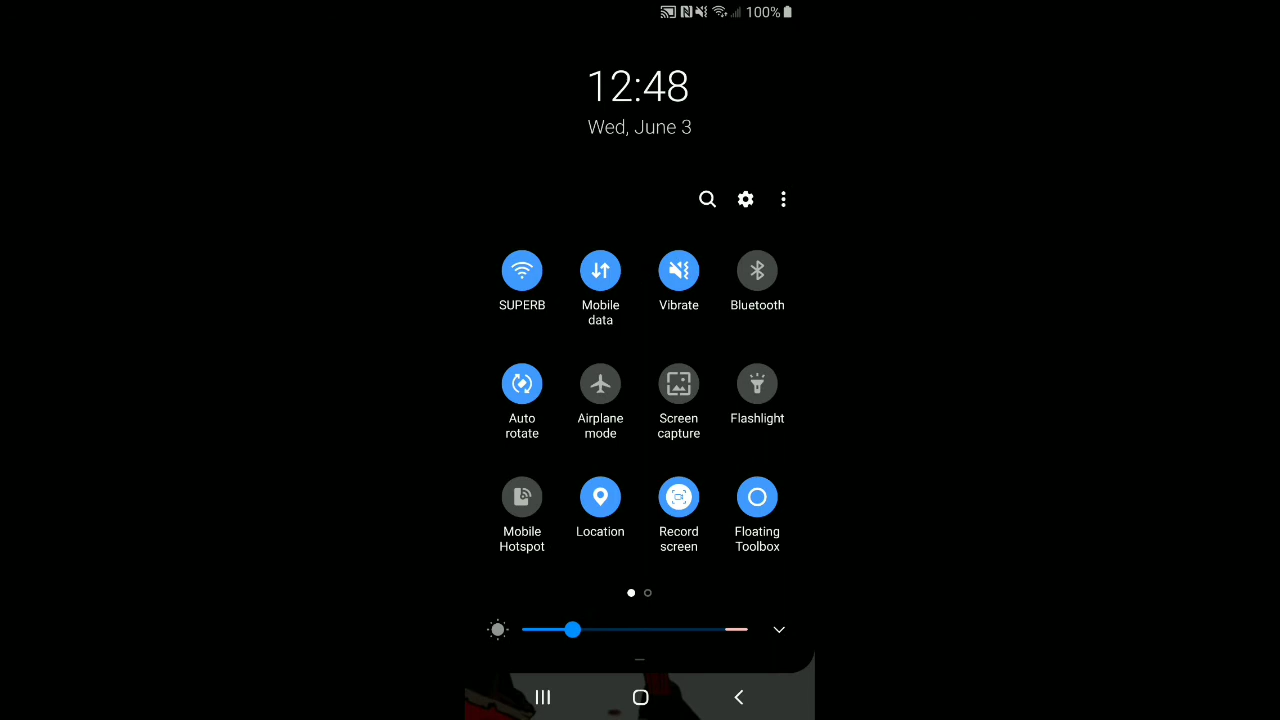 100%
12:48
Wed, June 3
SUPERB
Mobile
data
Vibrate
Bluetooth
Auto
rotate
Airplane
mode
Screen
capture
Flashlight
Mobile
Hotspot
Location
Record
screen
Floating
Toolbox